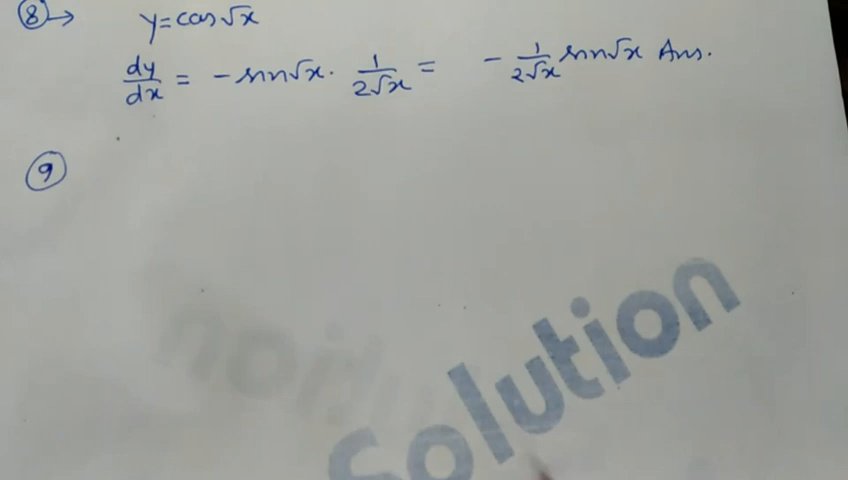 ⑧→ y=cos√x
dy/dx = -sin√x. 1/2√x = - 1/2√x sin√x Ans.
⑨
Solution